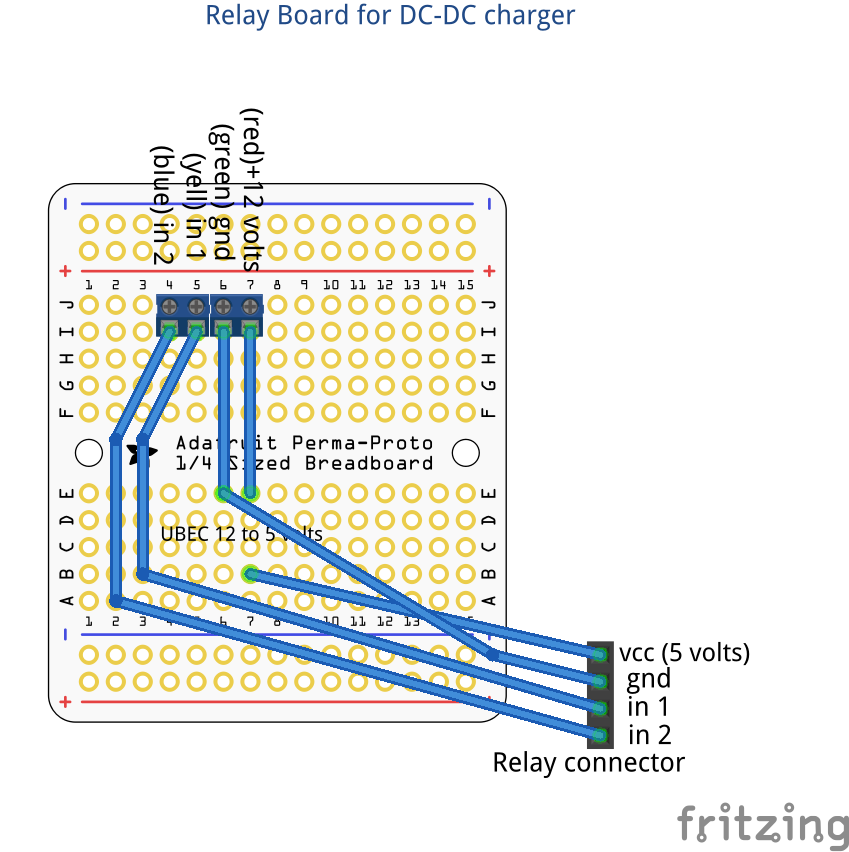 Relay Board for DC-DC charger
(blue) in 2
(yell) in 1
(green) gnd
(red)+12 volts
1 2 3 4 5 6 7 8 9 10 11 12 13 14 15
J J
I I
H H
G G
F F
Adafruit Perma-Proto
1/4 Sized Breadboard
E E
D D
UBEC 12 to 5 volts
C C
B B
A A
1 2 3 4 5 6 7 8 9 10 11 12 13
vcc (5 volts)
gnd
in 1
in 2
Relay connector
fritzing